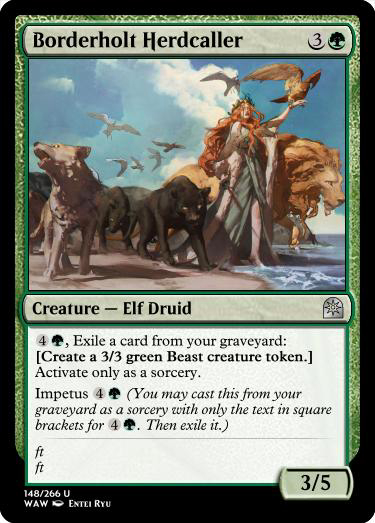 Borderholt Herdcaller 3
Creature — Elf Druid
4, Exile a card from your graveyard:
[Create a 3/3 green Beast creature token.]
Activate only as a sorcery.
Impetus 4 (You may cast this from your
graveyard as a sorcery with only the text in square
brackets for 4. Then exile it.)
ft
ft
3/5
148/266 U
WAW Entei Ryu